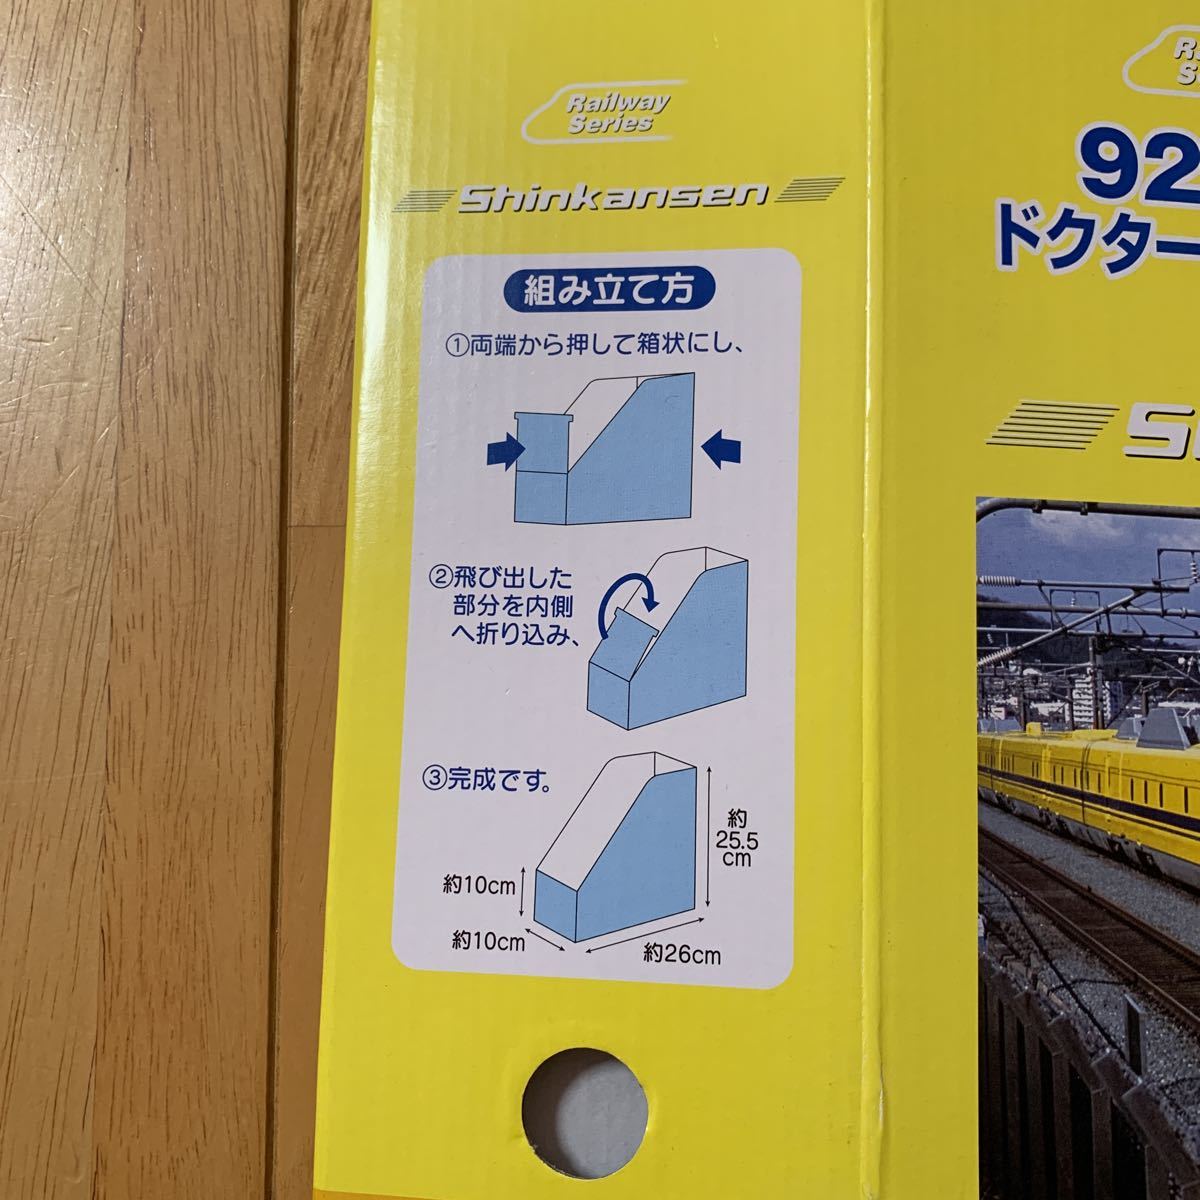 Railway
Series
Shinkansen
組み立て方
①両端から押して箱状にし、
②飛び出した
部分を内側
へ折り込み、
③完成です。
約
25.5
cm
約10cm
約10cm
約26cm
92
ドクター